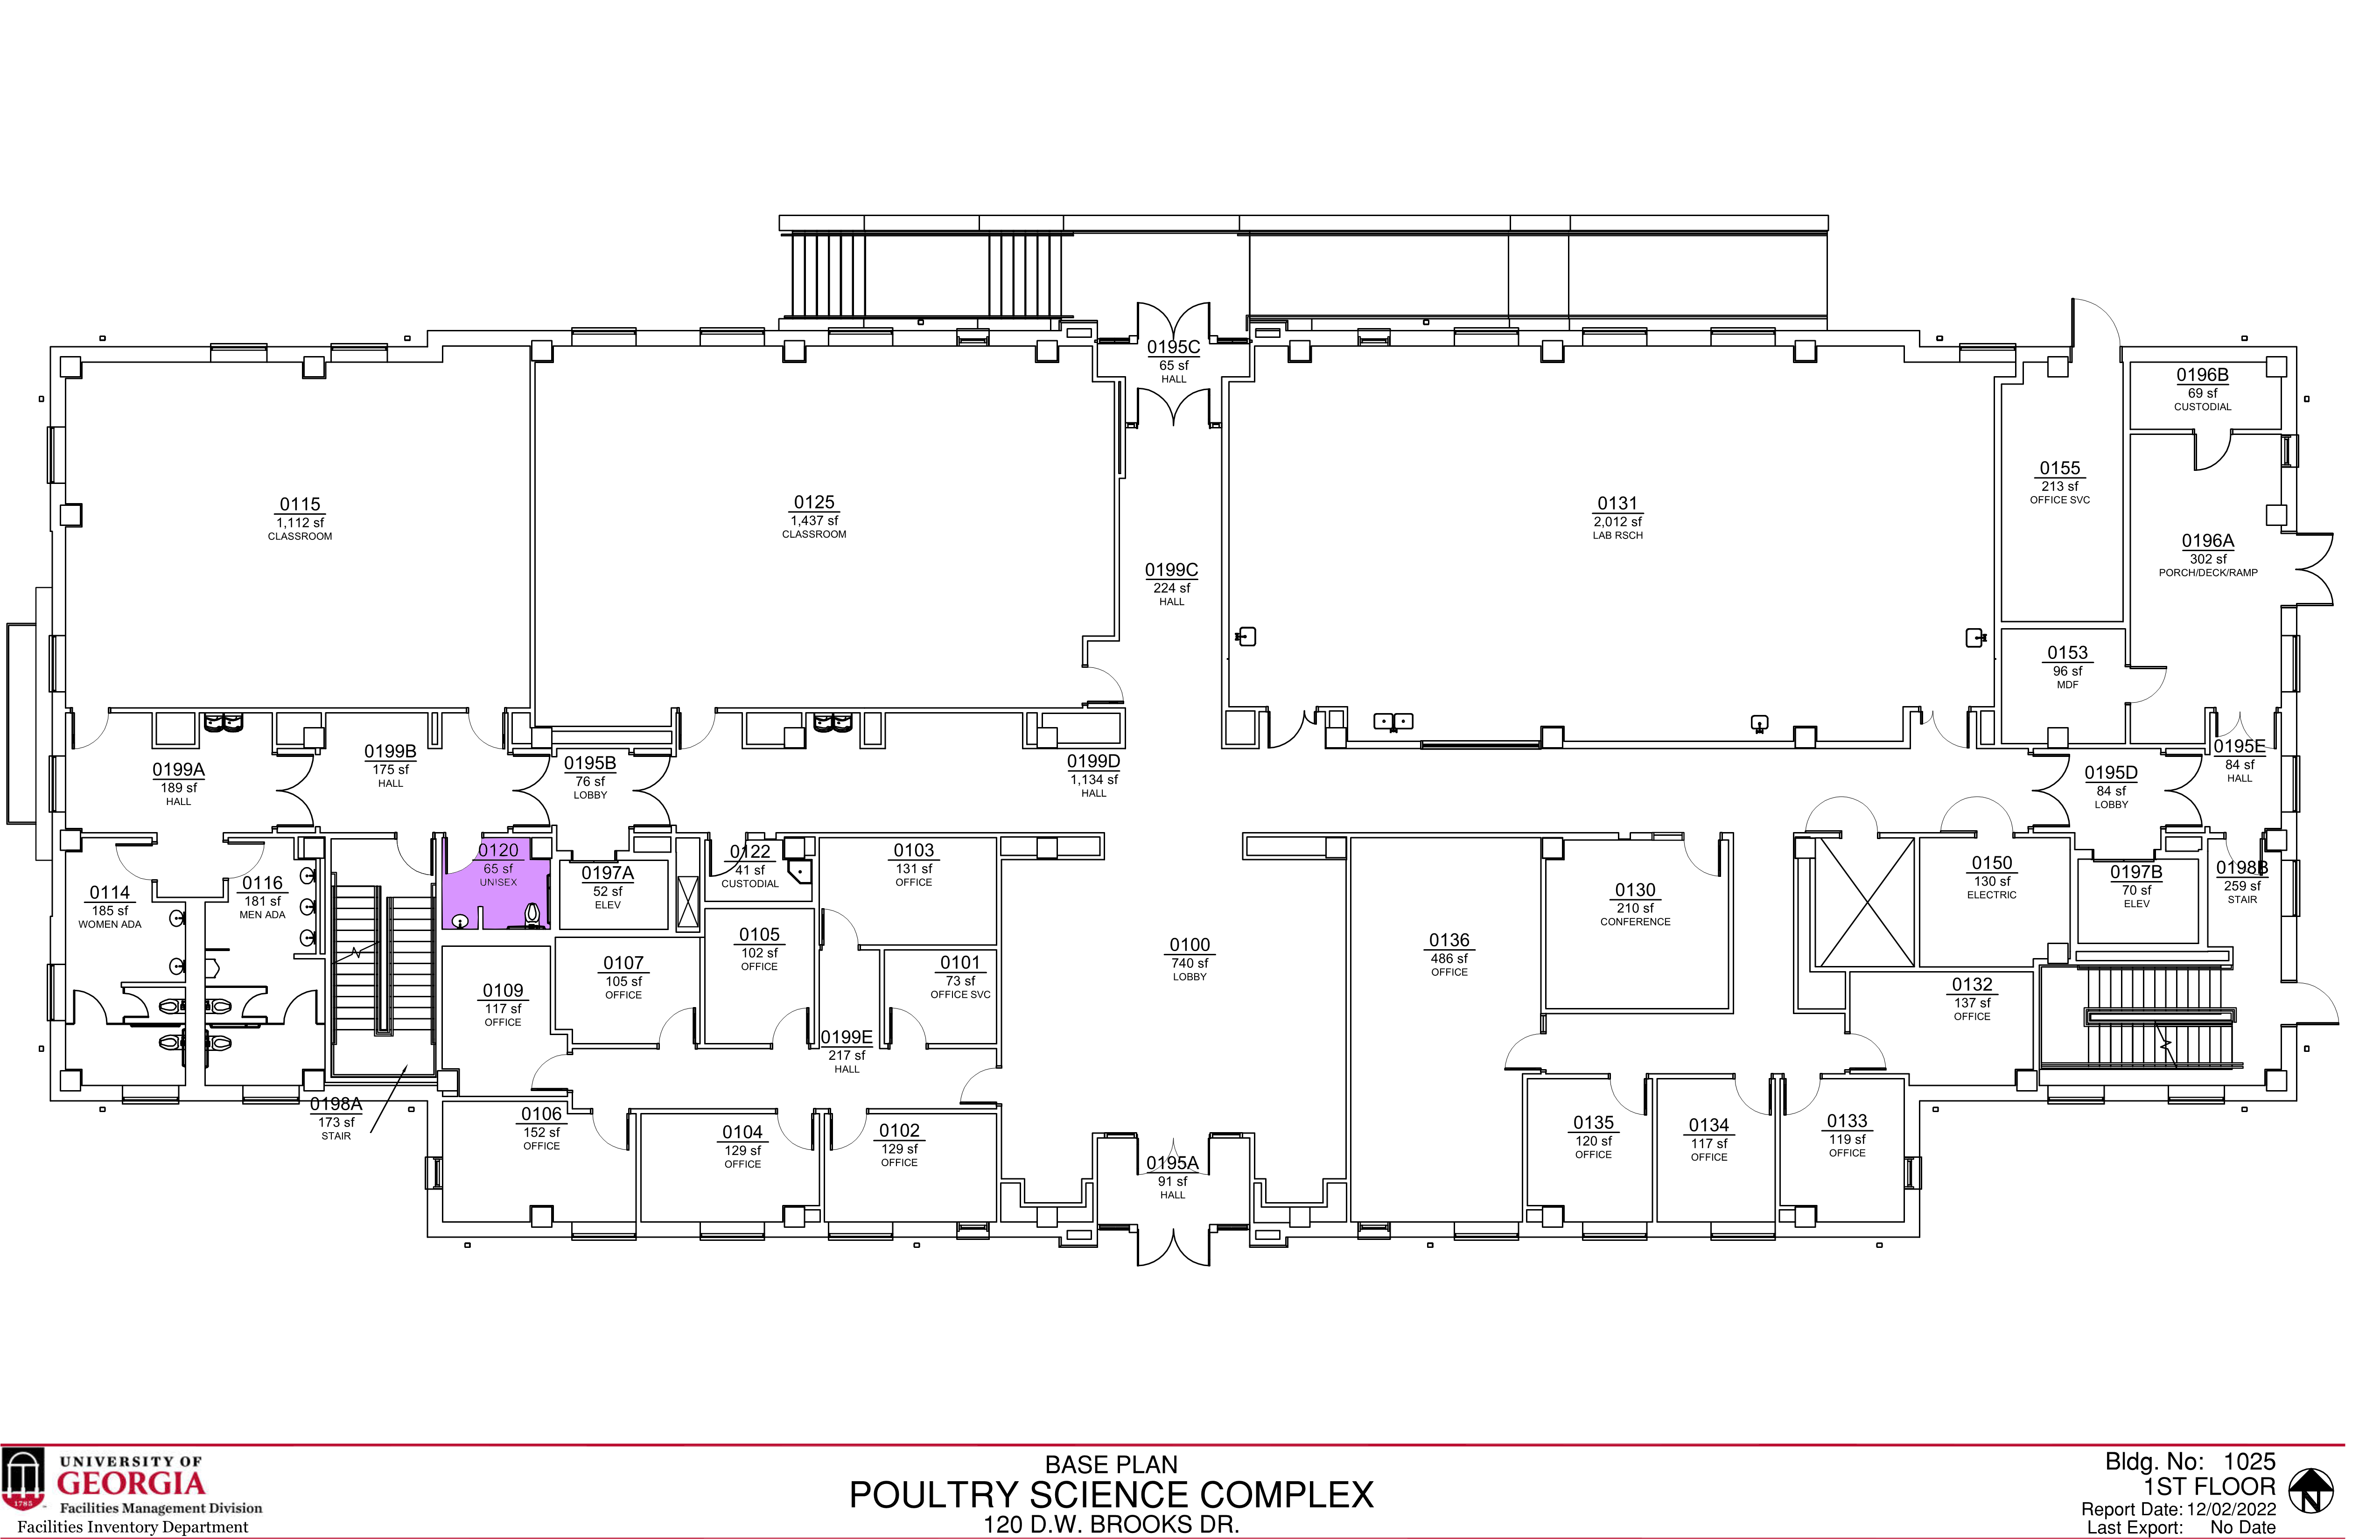 0195C
65 sf
HALL
0196B
69 sf
CUSTODIAL
0115
1,112 sf
CLASSROOM
0125
1,437 sf
CLASSROOM
0131
2,012 sf
LAB RSCH
0155
213 sf
OFFICE SVC
0196A
302 sf
PORCH/DECK/RAMP
0199C
224 sf
HALL
0153
96 sf
MDF
0199A
189 sf
HALL
0199B
175 sf
HALL
0195B
76 sf
LOBBY
0199D
1,134 sf
HALL
0195D
84 sf
LOBBY
0195E
84 sf
HALL
0114
185 sf
WOMEN ADA
0116
181 sf
MEN ADA
0120
65 sf
UNISEX
0197A
52 sf
ELEV
0122
41 sf
CUSTODIAL
0103
131 sf
OFFICE
0130
210 sf
CONFERENCE
0150
130 sf
ELECTRIC
0197B
70 sf
ELEV
0198B
259 sf
STAIR
0109
117 sf
OFFICE
0107
105 sf
OFFICE
0105
102 sf
OFFICE
0101
73 sf
OFFICE SVC
0100
740 sf
LOBBY
0136
486 sf
OFFICE
0132
137 sf
OFFICE
0199E
217 sf
HALL
0198A
173 sf
STAIR
0106
152 sf
OFFICE
0104
129 sf
OFFICE
0102
129 sf
OFFICE
0195A
91 sf
HALL
0135
120 sf
OFFICE
0134
117 sf
OFFICE
0133
119 sf
OFFICE
1785
UNIVERSITY OF
GEORGIA
Facilities Management Division
Facilities Inventory Department
BASE PLAN
POULTRY SCIENCE COMPLEX
120 D.W. BROOKS DR.
Bldg. No: 1025
1ST FLOOR
Report Date: 12/02/2022
Last Export: No Date
N